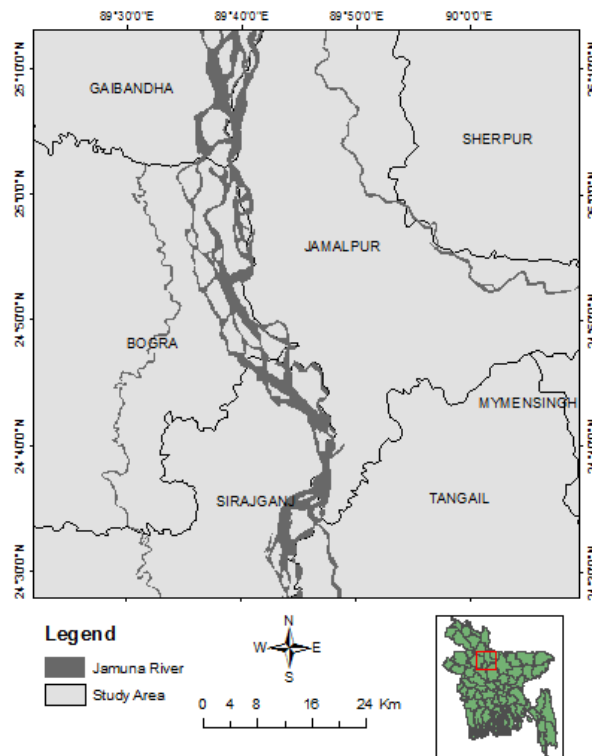 89°30'0"E 89°40'0"E 89°50'0"E 90°0'0"E
GAIBANDHA
SHERPUR
JAMALPUR
BOGRA
MYMENSINGH
SIRAJGANJ
TANGAIL
25°10'0"N
25°0'0"N
24°50'0"N
24°40'0"N
24°30'0"N
Legend
Jamuna River
Study Area
N
W E
S
0 4 8 16 24 Km